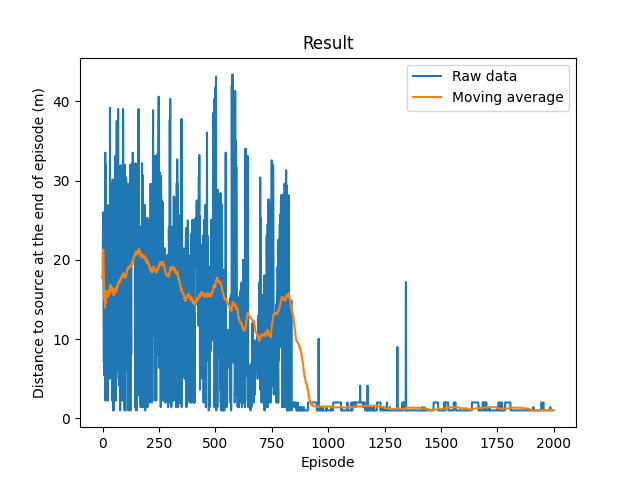 Result
Raw data
Moving average
Distance to source at the end of episode (m)
40
30
20
10
0
0 250 500 750 1000 1250 1500 1750 2000
Episode